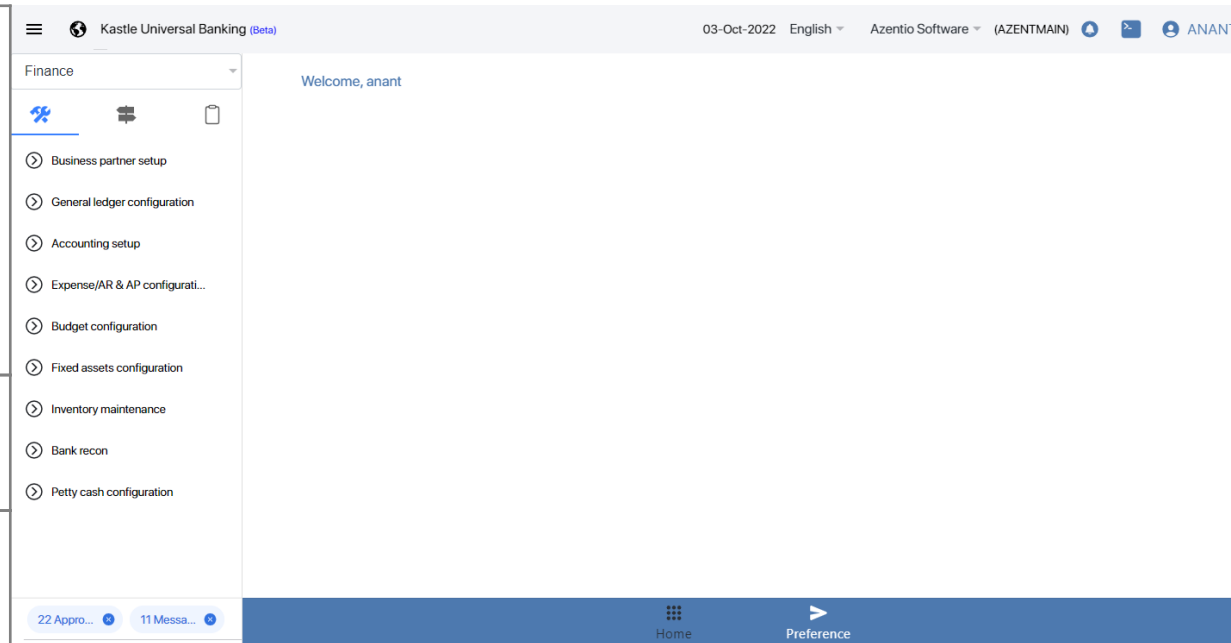 Kastle Universal Banking (Beta)
03-Oct-2022 English Azentio Software (AZENTMAIN) ANANT
Finance
Welcome, anant
Business partner setup
General ledger configuration
Accounting setup
Expense/AR & AP configurati...
Budget configuration
Fixed assets configuration
Inventory maintenance
Bank recon
Petty cash configuration
22 Appro... 11 Messa...
Home
Preference